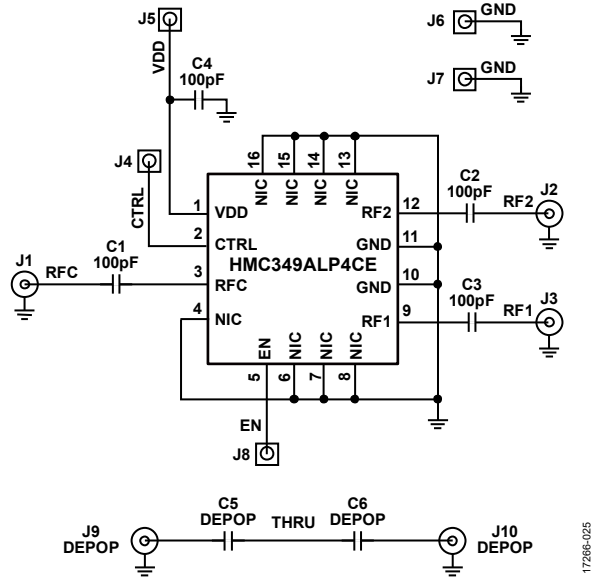 J5
VDD
C4
100pF
J6
GND
J7
GND
J4
CTRL
16
15
14
13
NIC
NIC
NIC
NIC
C2
100pF
RF2
J2
1
VDD
RF2
12
2
CTRL
GND
11
HMC349ALP4CE
J1
RFC
C1
100pF
3
RFC
GND
10
C3
100pF
RF1
J3
4
NIC
RF1
9
EN
NIC
NIC
NIC
5
6
7
8
EN
J8
J9
DEPOP
C5
DEPOP
THRU
C6
DEPOP
J10
DEPOP
17266-025